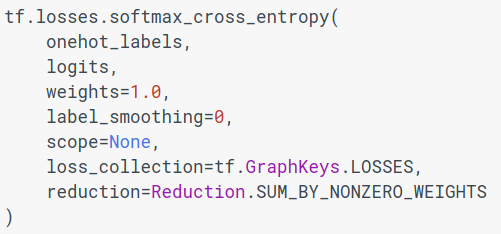 tf.losses.softmax_cross_entropy(
    onehot_labels,
    logits,
    weights=1.0,
    label_smoothing=0,
    scope=None,
    loss_collection=tf.GraphKeys.LOSSES,
    reduction=Reduction.SUM_BY_NONZERO_WEIGHTS
)